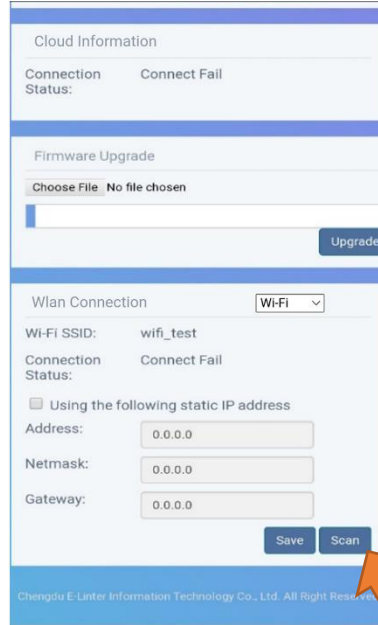 Cloud Information
Connection Status: Connect Fail
Firmware Upgrade
Choose File No file chosen
Upgrade
Wlan Connection Wi-Fi
Wi-Fi SSID: wifi_test
Connection Status: Connect Fail
Using the following static IP address
Address: 0.0.0.0
Netmask: 0.0.0.0
Gateway: 0.0.0.0
Save Scan
Chengdu E-Linter Information Technology Co., Ltd. All Right Reserved